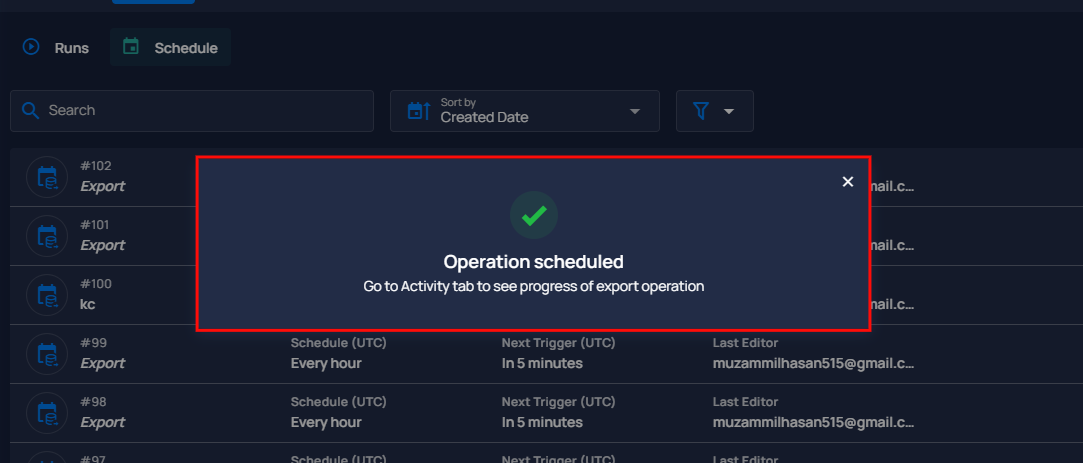 Runs
Schedule
Search
Sort by
Created Date
#102
Export
mail.c...
#101
Export
mail.c...
#100
kc
mail.c...
Operation scheduled
Go to Activity tab to see progress of export operation
#99
Schedule (UTC)
Next Trigger (UTC)
Last Editor
Export
Every hour
In 5 minutes
muzammilhasan515@gmail.c...
#98
Schedule (UTC)
Next Trigger (UTC)
Last Editor
Export
Every hour
In 5 minutes
muzammilhasan515@gmail.c...
#97
Schedule (UTC)
Next Trigger (UTC)
Last Editor